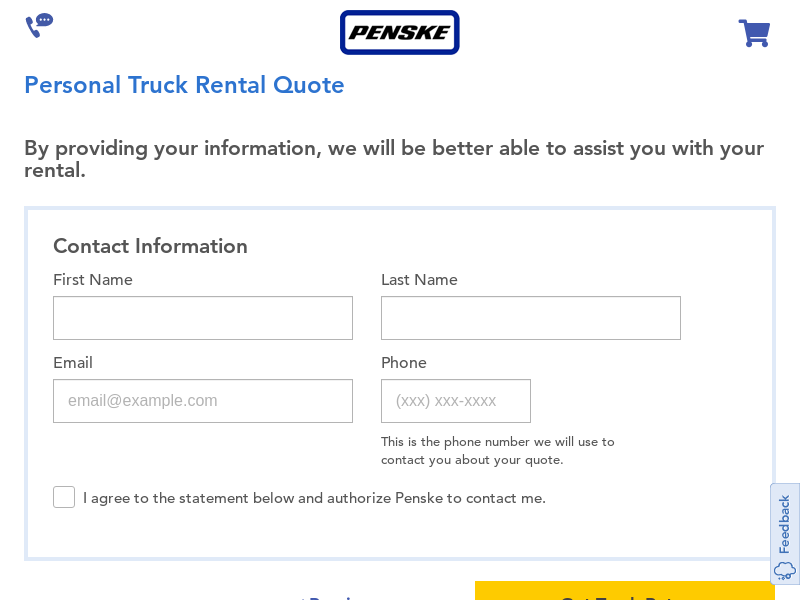 PENSKE
Personal Truck Rental Quote
By providing your information, we will be better able to assist you with your
rental.
Contact Information
First Name
Last Name
Email
Phone
email@example.com
(xxx) xxx-xxxx
This is the phone number we will use to
contact you about your quote.
I agree to the statement below and authorize Penske to contact me.
Feedback